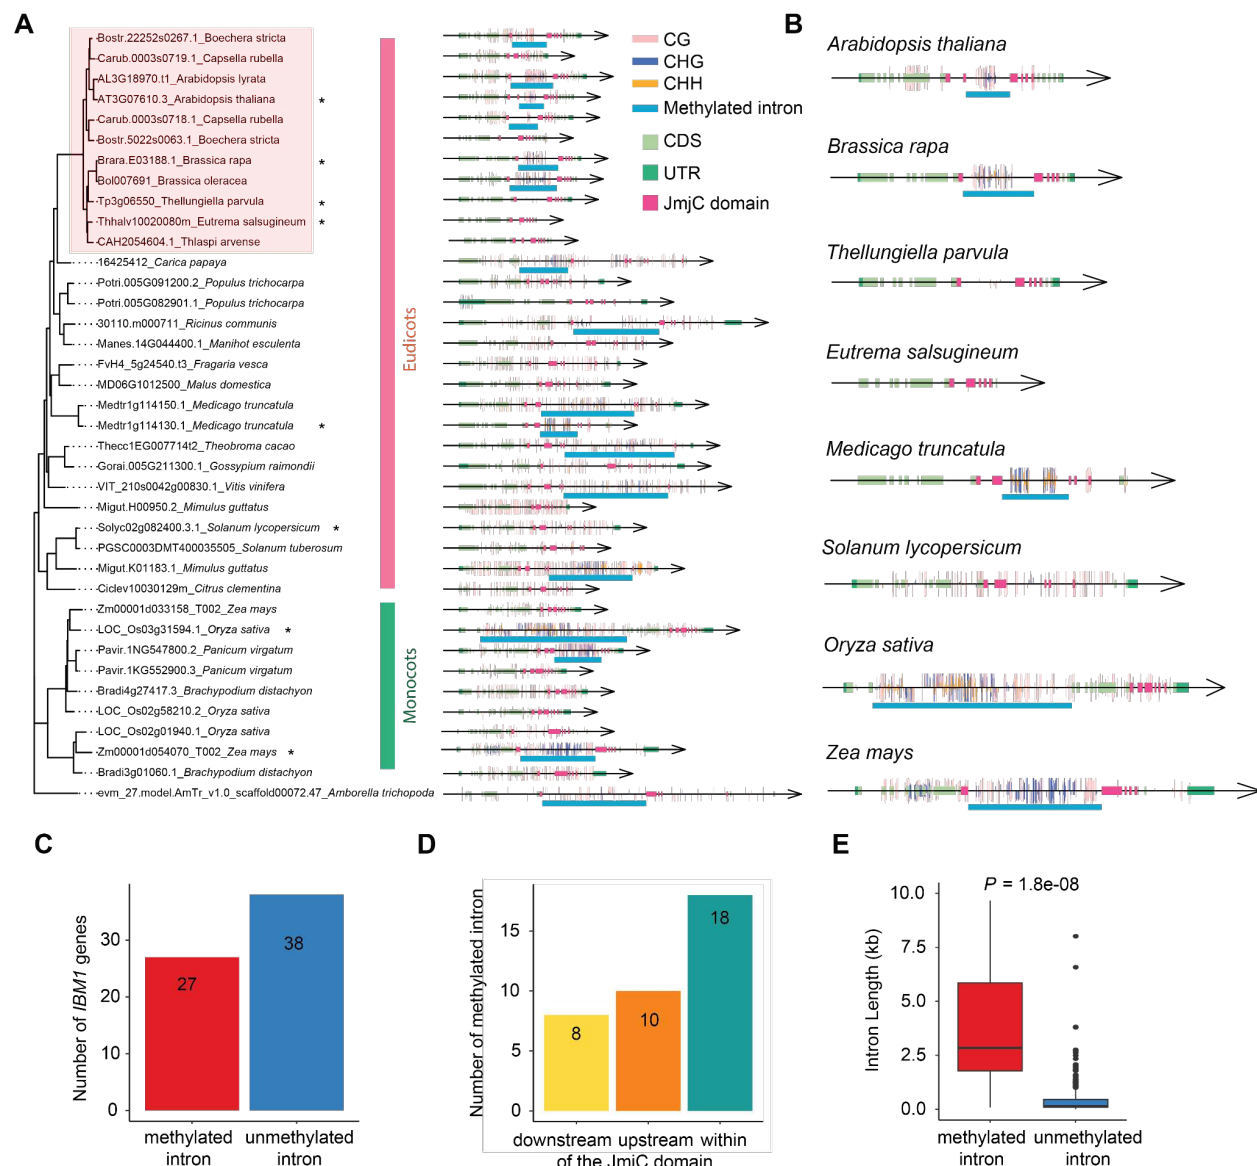 A
Bostr.22252s0267.1_Boechera stricta
Carub.0003s0719.1_Capsella rubella
AL3G18970.t1_Arabidopsis lyrata
AT3G07610.3_Arabidopsis thaliana *
Carub.0003s0718.1_Capsella rubella
Bostr.5022s0063.1_Boechera stricta
Brara.E03188.1_Brassica rapa *
Bol007691_Brassica oleracea
Tp3g06550_Thellungiella parvula *
Thhalv10020080m_Eutrema salsugineum *
CAH2054604.1_Thlaspi arvense
16425412_Carica papaya
Potri.005G091200.2_Populus trichocarpa
Potri.005G082901.1_Populus trichocarpa
30110.m000711_Ricinus communis
Manes.14G044400.1_Manihot esculenta
FvH4_5g24540.t3_Fragaria vesca
MD06G1012500_Malus domestica
Medtr1g114150.1_Medicago truncatula
Medtr1g114130.1_Medicago truncatula *
Thecc1EG007714t2_Theobroma cacao
Gorai.005G211300.1_Gossypium raimondii
VIT_210s0042g00830.1_Vitis vinifera
Migut.H00950.2_Mimulus guttatus
Solyc02g082400.3.1_Solanum lycopersicum *
PGSC0003DMT400035505_Solanum tuberosum
Migut.K01183.1_Mimulus guttatus
Ciclev10030129m_Citrus clementina
Zm00001d033158_T002_Zea mays
LOC_Os03g31594.1_Oryza sativa *
Pavir.1NG547800.2_Panicum virgatum
Pavir.1KG552900.3_Panicum virgatum
Bradi4g27417.3_Brachypodium distachyon
LOC_Os02g58210.2_Oryza sativa
LOC_Os02g01940.1_Oryza sativa
Zm00001d054070_T002_Zea mays *
Bradi3g01060.1_Brachypodium distachyon
evm_27.model.AmTr_v1.0_scaffold00072.47_Amborella trichopoda
Eudicots
Monocots
CG
CHG
CHH
Methylated intron
CDS
UTR
JmjC domain
B
Arabidopsis thaliana
Brassica rapa
Thellungiella parvula
Eutrema salsugineum
Medicago truncatula
Solanum lycopersicum
Oryza sativa
Zea mays
C
Number of IBM1 genes
30
20
10
0
27
38
methylated
intron
unmethylated
intron
D
Number of methylated intron
15
10
5
0
8
10
18
downstream upstream within
of the JmjC domain
E
P = 1.8e-08
Intron Length (kb)
10.0
7.5
5.0
2.5
0.0
methylated
intron
unmethylated
intron